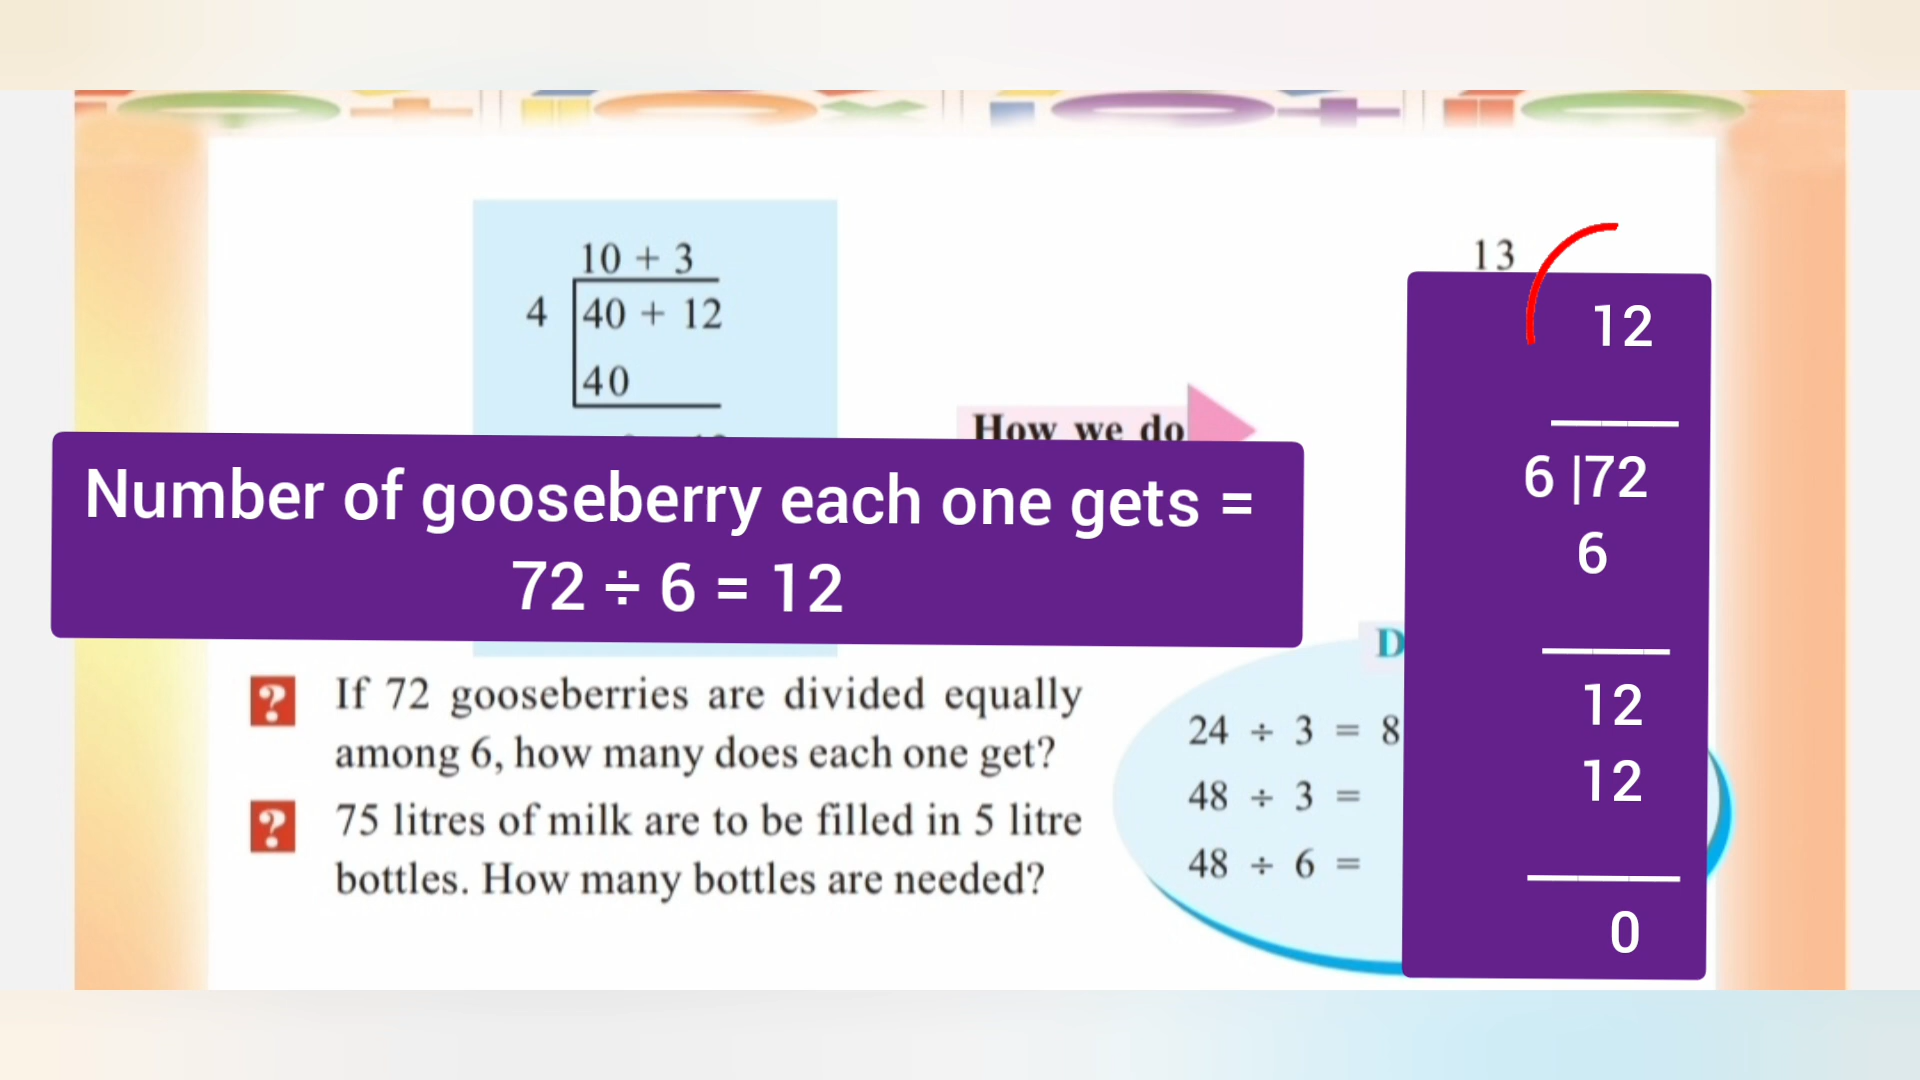 10 + 3
4 40 + 12
40
13
How we do
Number of gooseberry each one gets =
72 ÷ 6 = 12
12
6 |72
6
12
12
0
If 72 gooseberries are divided equally
among 6, how many does each one get?
75 litres of milk are to be filled in 5 litre
bottles. How many bottles are needed?
D
24 ÷ 3 = 8
48 ÷ 3 =
48 ÷ 6 =